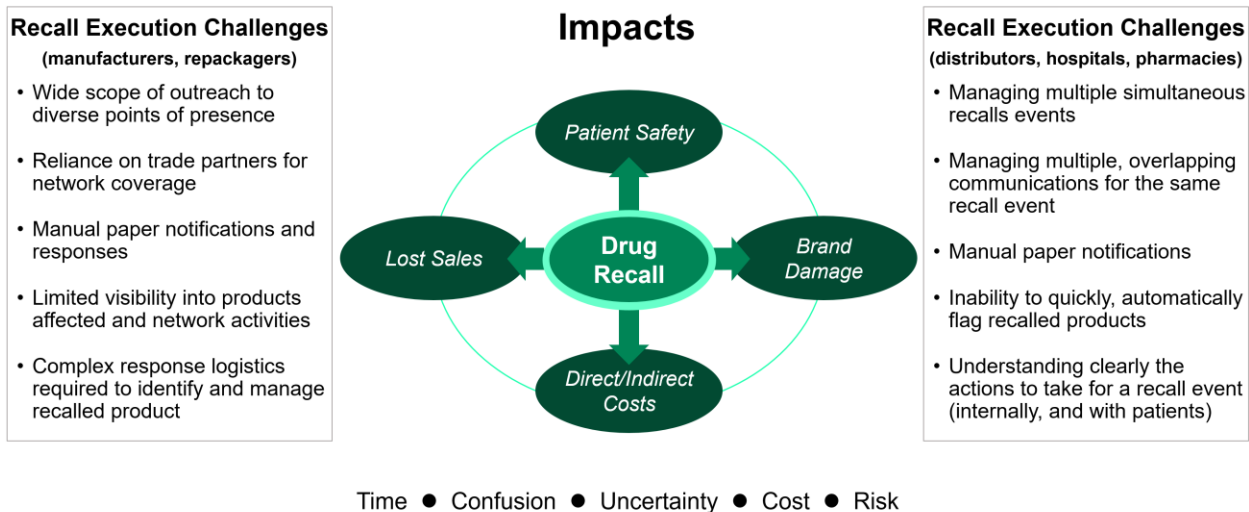 Recall Execution Challenges
(manufacturers, repackagers)
• Wide scope of outreach to
diverse points of presence
• Reliance on trade partners for
network coverage
• Manual paper notifications and
responses
• Limited visibility into products
affected and network activities
• Complex response logistics
required to identify and manage
recalled product
Impacts
Patient Safety
Lost Sales
Drug
Recall
Brand
Damage
Direct/Indirect
Costs
Recall Execution Challenges
(distributors, hospitals, pharmacies)
• Managing multiple simultaneous
recalls events
• Managing multiple, overlapping
communications for the same
recall event
• Manual paper notifications
• Inability to quickly, automatically
flag recalled products
• Understanding clearly the
actions to take for a recall event
(internally, and with patients)
Time ● Confusion ● Uncertainty ● Cost ● Risk